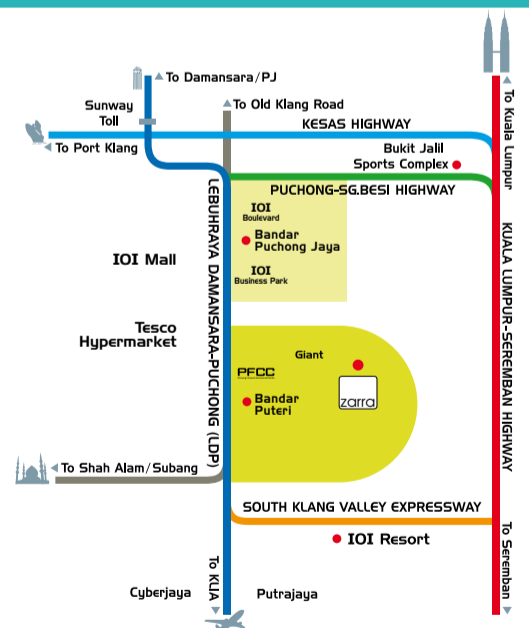 To Damansara/PJ
Sunway
Toll
To Old Klang Road
KESAS HIGHWAY
To Kuala Lumpur
To Port Klang
Bukit Jalil
Sports Complex
PUCHONG-SG.BESI HIGHWAY
LEBUHRAYA DAMANSARA-PUCHONG (LDP)
KUALA LUMPUR-SEREMBAN HIGHWAY
IOI
Boulevard
Bandar
Puchong Jaya
IOI Mall
IOI
Business Park
Tesco
Hypermarket
Giant
PFCC
zarra
Bandar
Puteri
To Shah Alam/Subang
SOUTH KLANG VALLEY EXPRESSWAY
IOI Resort
To Seremban
To KLIA
Cyberjaya
Putrajaya